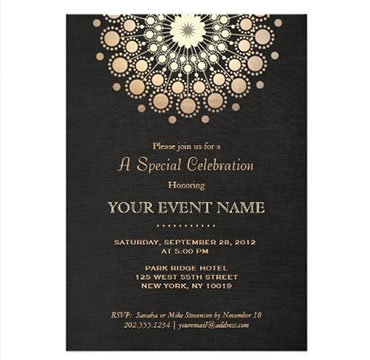 Please join us for a
A Special Celebration
Honoring
YOUR EVENT NAME
SATURDAY, SEPTEMBER 28, 2012
AT 5:00 PM
PARK RIDGE HOTEL
125 WEST 55TH STREET
NEW YORK, NY 10019
RSVP: Saraha or Mike Stevenson by November 18
202.555.1234 | youremail@address.com